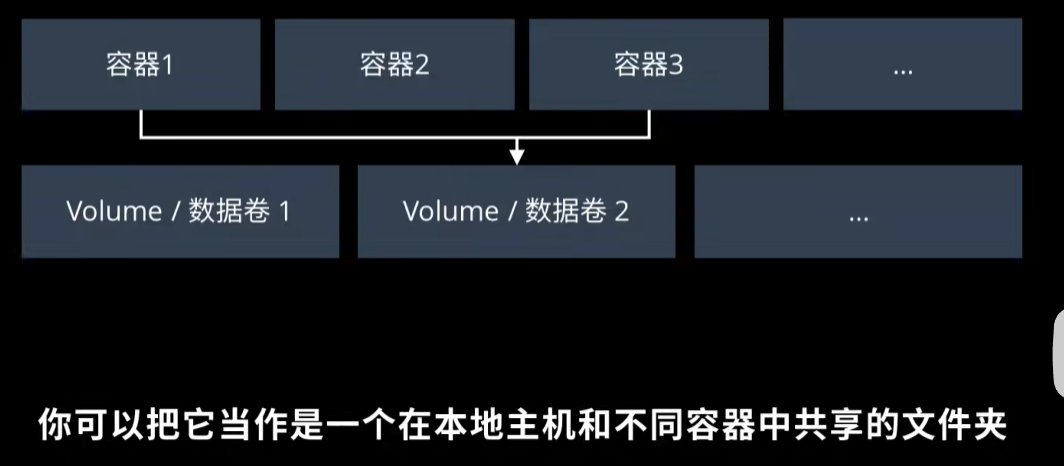 容器1
容器2
容器3
...
Volume / 数据卷 1
Volume / 数据卷 2
...
你可以把它当作是一个在本地主机和不同容器中共享的文件夹